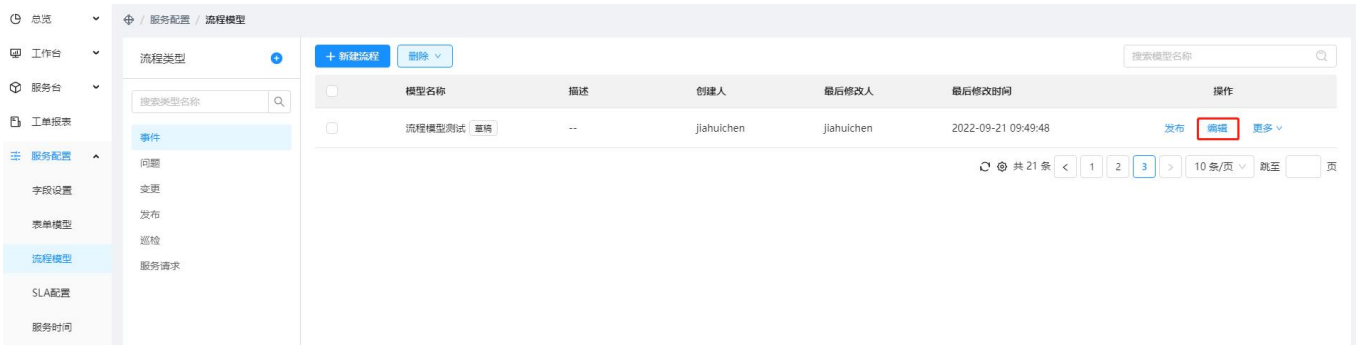 总览
工作台
服务台
工单报表
服务配置
字段设置
表单模型
流程模型
SLA配置
服务时间
/ 服务配置 / 流程模型
流程类型
搜索类型名称
事件
问题
变更
发布
巡检
服务请求
+ 新建流程 删除
搜索模型名称
模型名称 描述 创建人 最后修改人 最后修改时间 操作
流程模型测试 草稿 -- jiahuichen jiahuichen 2022-09-21 09:49:48 发布 编辑 更多
共 21 条 < 1 2 3 > 10 条/页 跳至 页